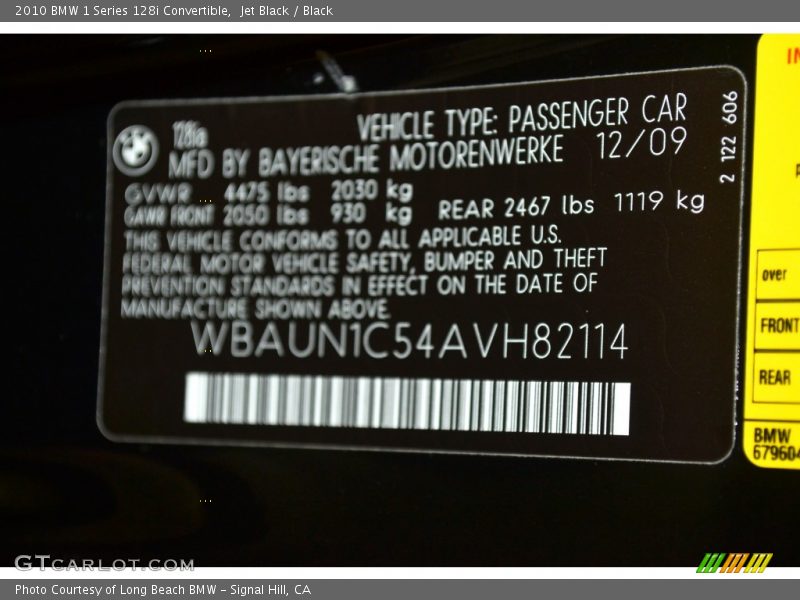 2010 BMW 1 Series 128i Convertible, Jet Black / Black
128ia
VEHICLE TYPE: PASSENGER CAR
MFD BY BAYERISCHE MOTORENWERKE 12/09
GVWR 4475 lbs 2030 kg
GAWR FRONT 2050 lbs 930 kg REAR 2467 lbs 1119 kg
THIS VEHICLE CONFORMS TO ALL APPLICABLE U.S.
FEDERAL MOTOR VEHICLE SAFETY, BUMPER AND THEFT
PREVENTION STANDARDS IN EFFECT ON THE DATE OF
MANUFACTURE SHOWN ABOVE.
WBAUN1C54AVH82114
2 122 606
over
FRONT
REAR
BMW
GTCARLOT.COM
Photo Courtesy of Long Beach BMW - Signal Hill, CA